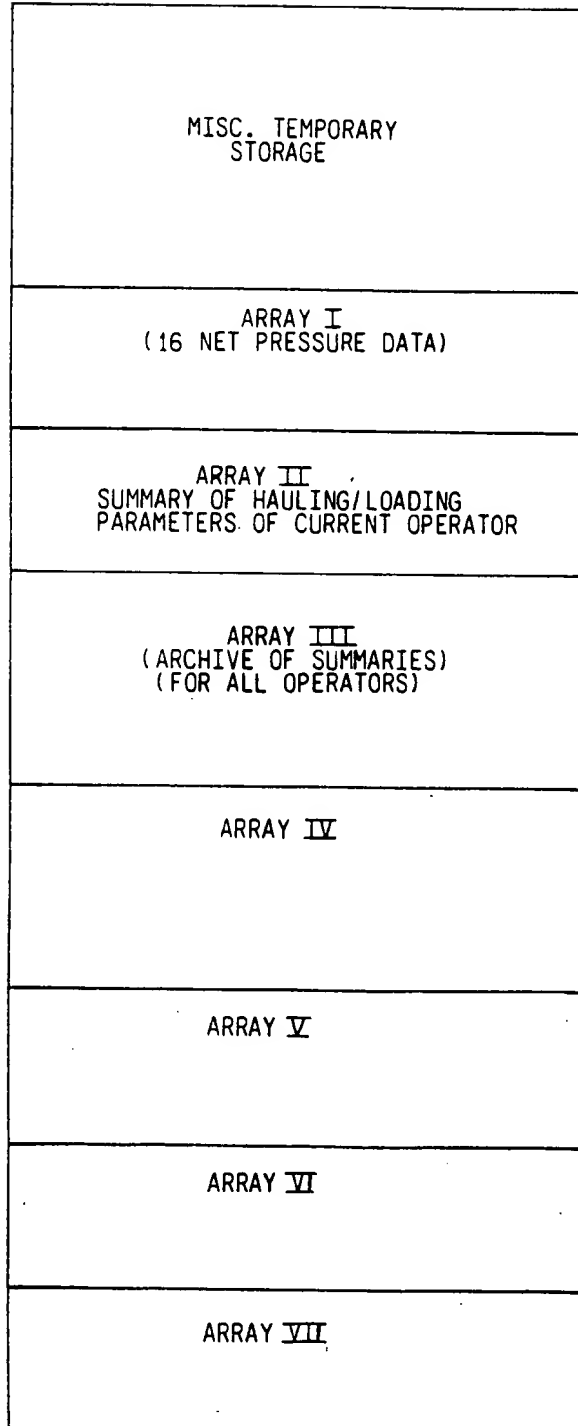 MISC. TEMPORARY
STORAGE
ARRAY I
(16 NET PRESSURE DATA)
ARRAY II
SUMMARY OF HAULING/LOADING
PARAMETERS OF CURRENT OPERATOR
ARRAY III
(ARCHIVE OF SUMMARIES)
(FOR ALL OPERATORS)
ARRAY IV
ARRAY V
ARRAY VI
ARRAY VII